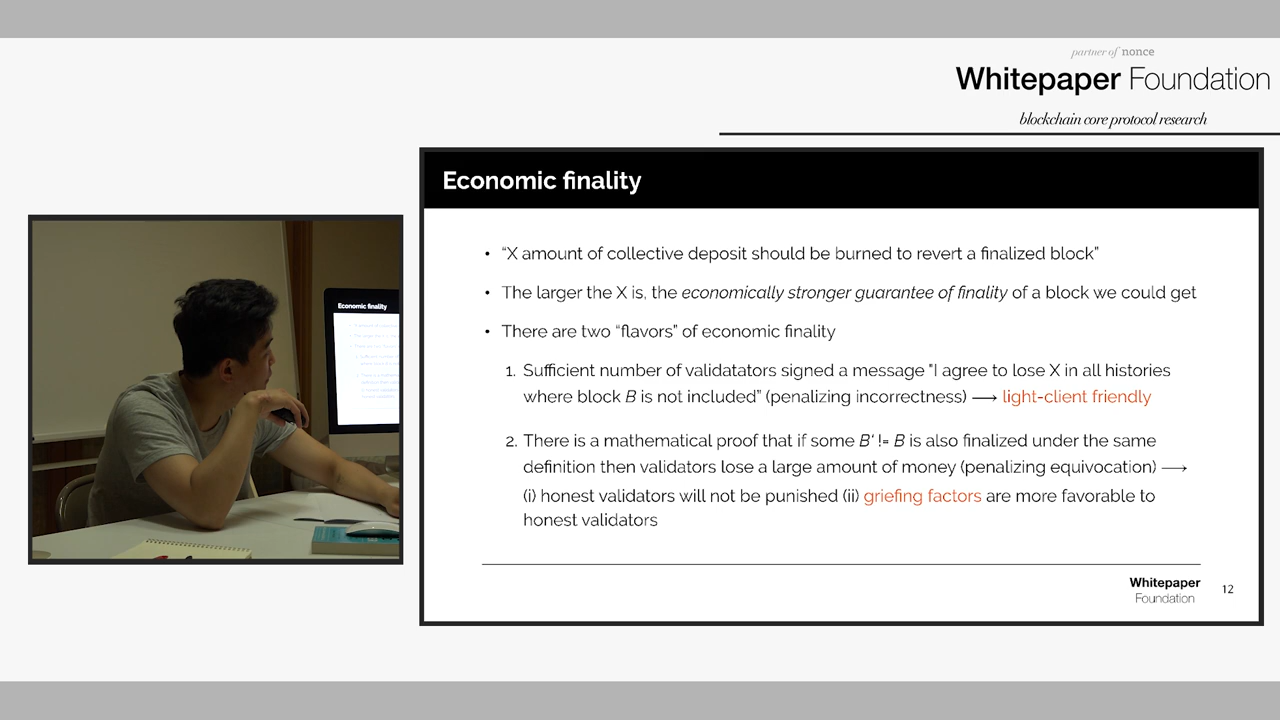 partner of nonce
Whitepaper Foundation
blockchain core protocol research
Economic finality
• “X amount of collective deposit should be burned to revert a finalized block”
• The larger the X is, the economically stronger guarantee of finality of a block we could get
• There are two “flavors” of economic finality
1. Sufficient number of validatators signed a message "I agree to lose X in all histories
where block B is not included” (penalizing incorrectness) ⟶ light-client friendly
2. There is a mathematical proof that if some B’ != B is also finalized under the same
definition then validators lose a large amount of money (penalizing equivocation) ⟶
(i) honest validators will not be punished (ii) griefing factors are more favorable to
honest validators
Whitepaper
Foundation
12
Economic finality